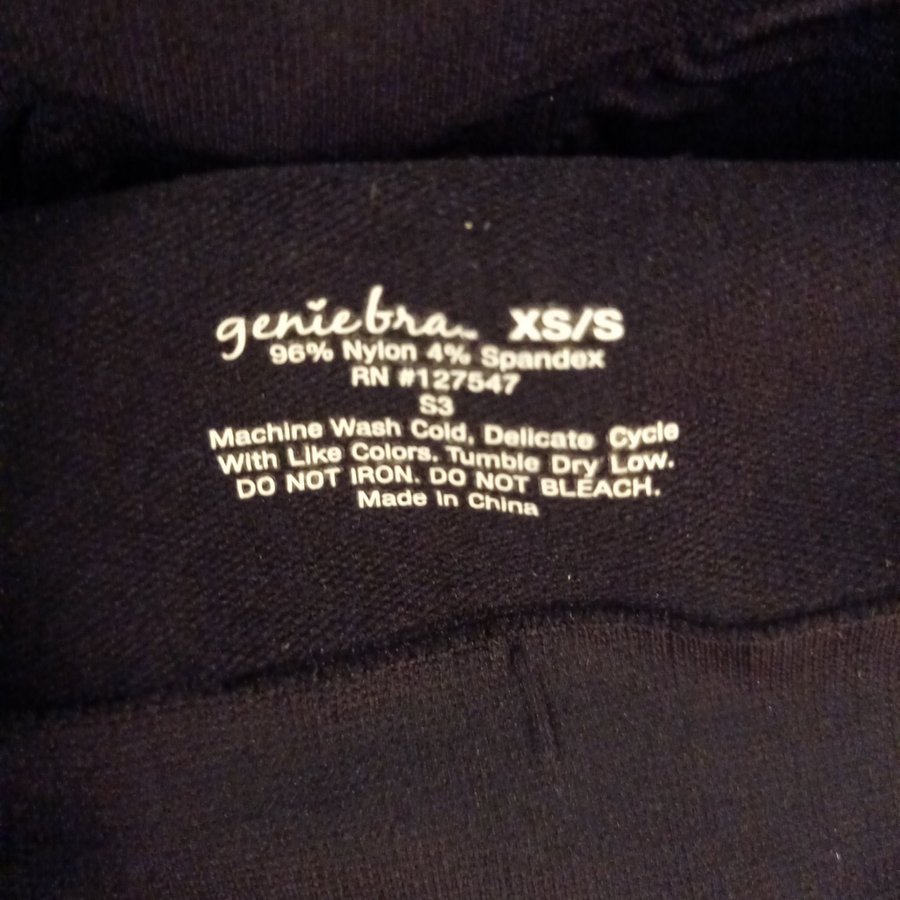 geniebra™ XS/S
96% Nylon 4% Spandex
RN #127547
S3
Machine Wash Cold, Delicate Cycle
With Like Colors. Tumble Dry Low.
DO NOT IRON. DO NOT BLEACH.
Made In China